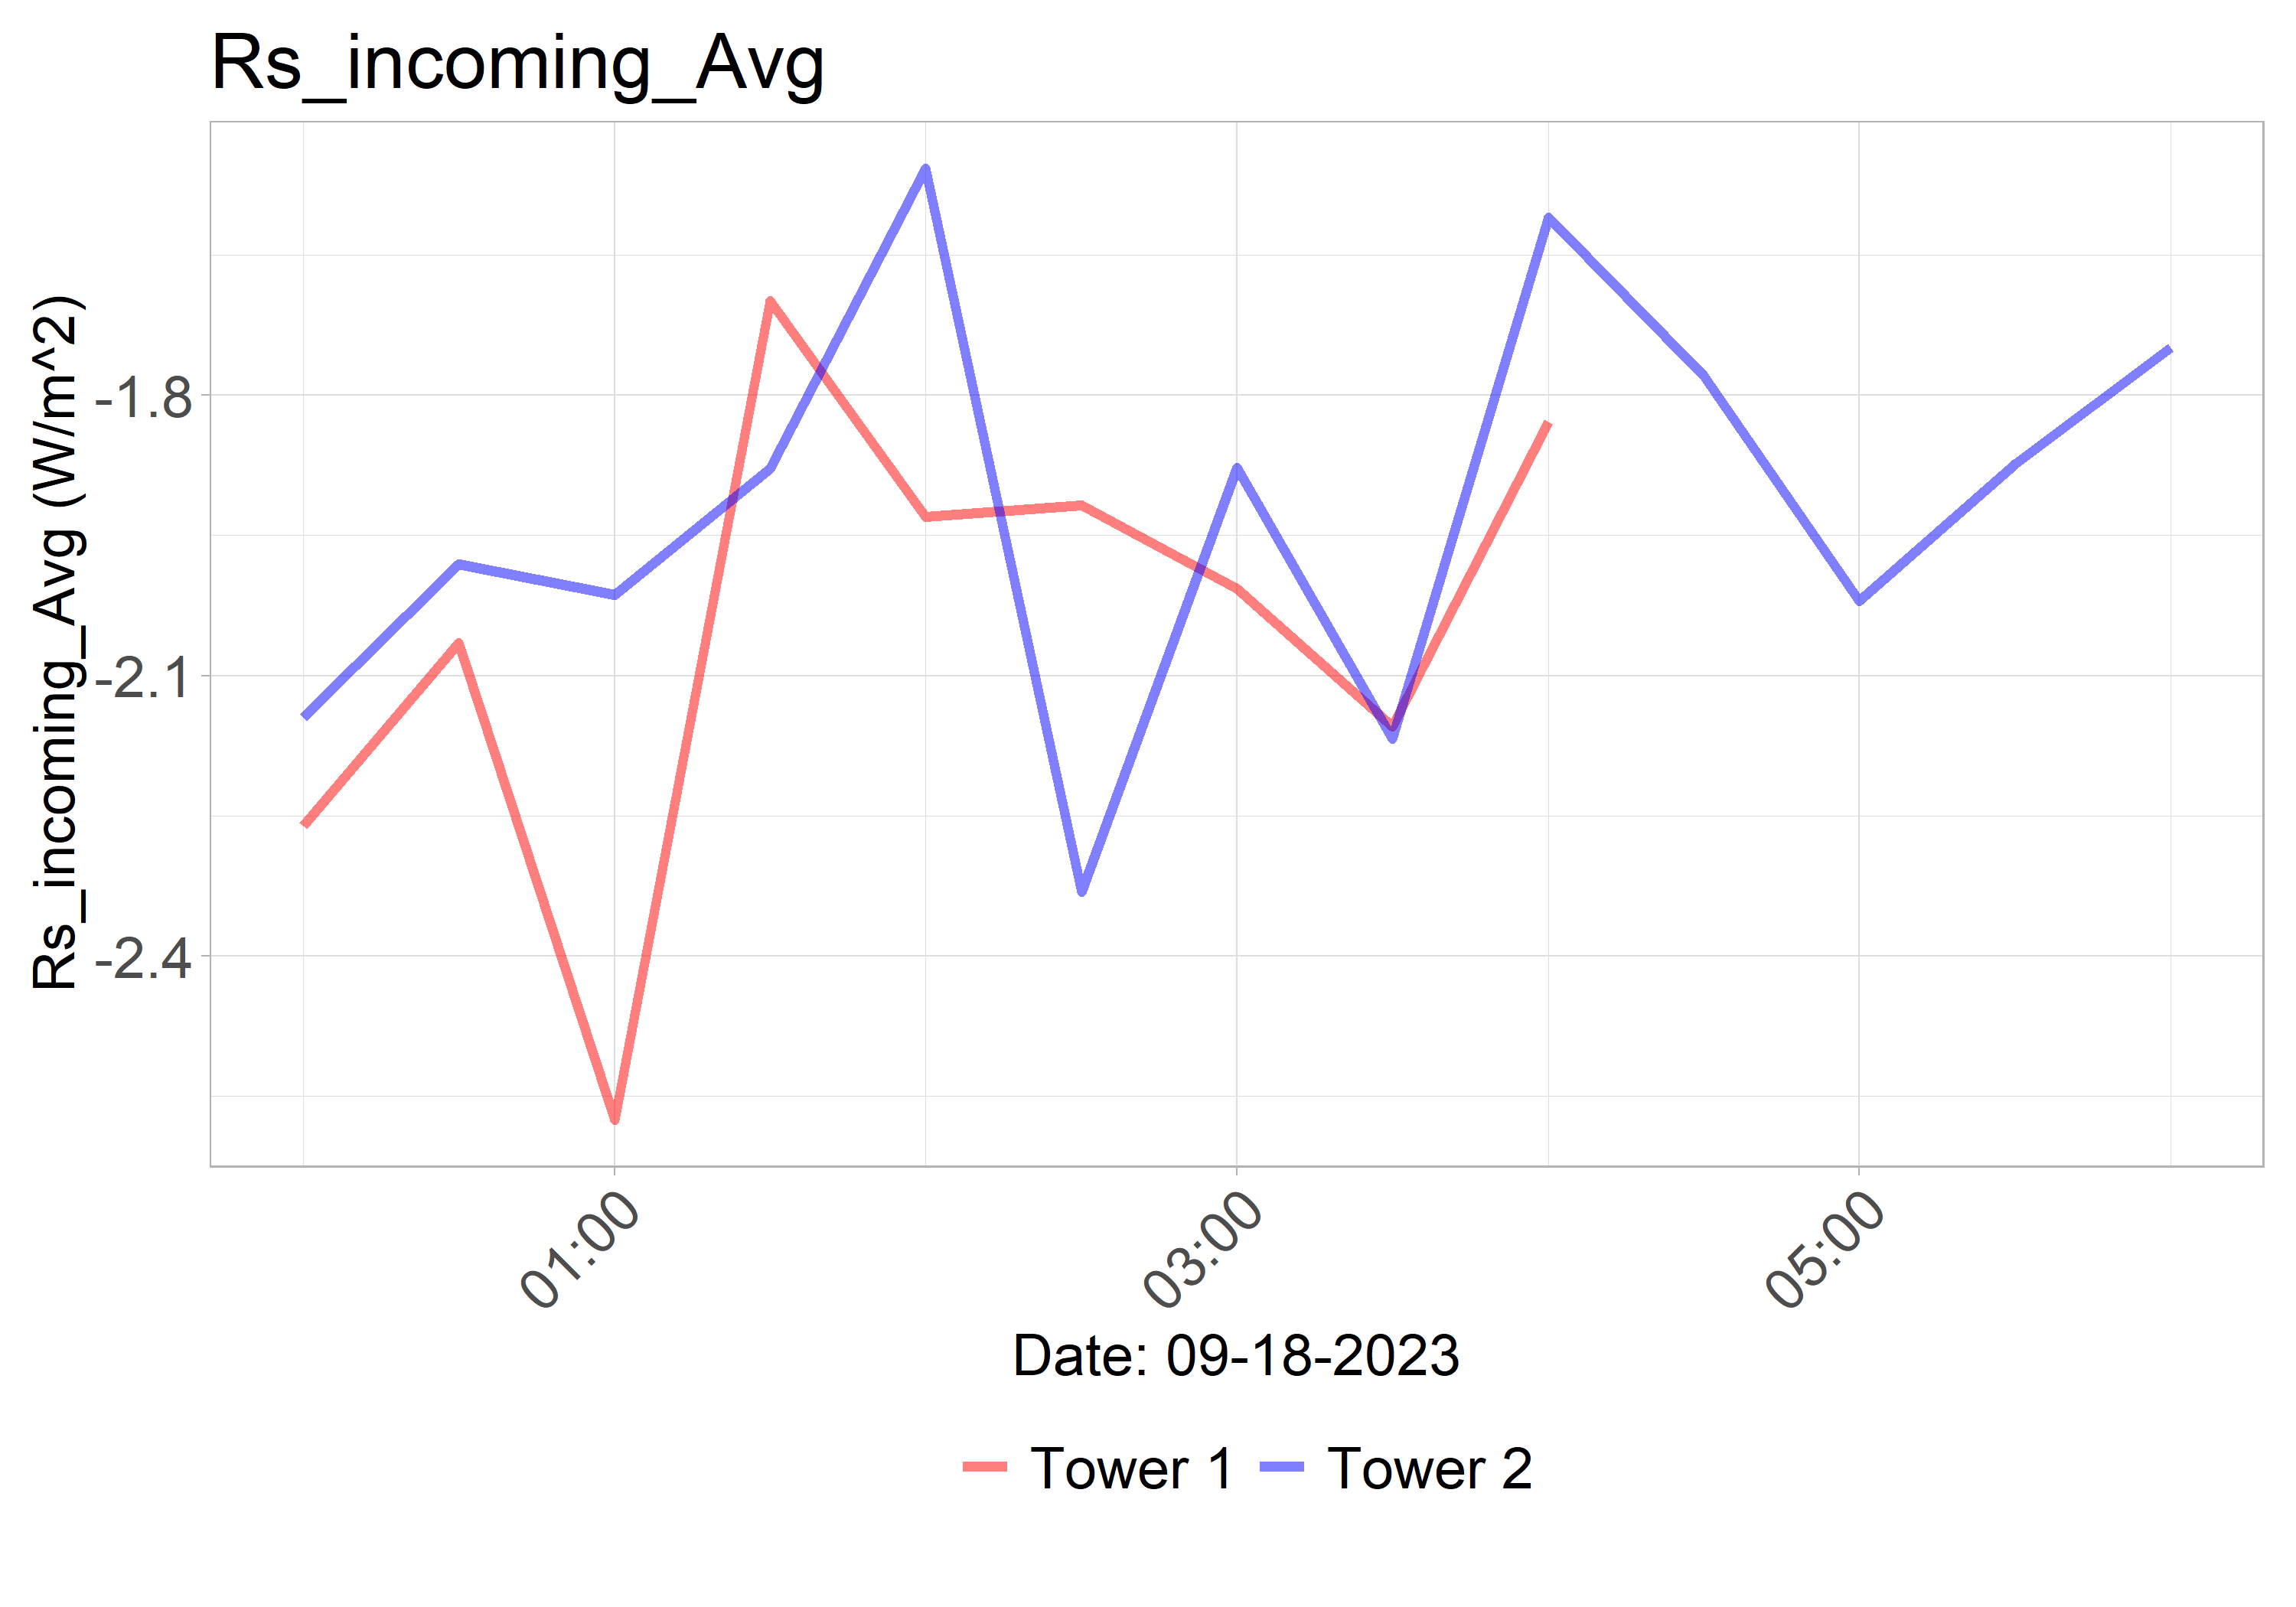 Rs_incoming_Avg
Rs_incoming_Avg (W/m^2)
-1.8
-2.1
-2.4
01:00
03:00
05:00
Date: 09-18-2023
Tower 1
Tower 2